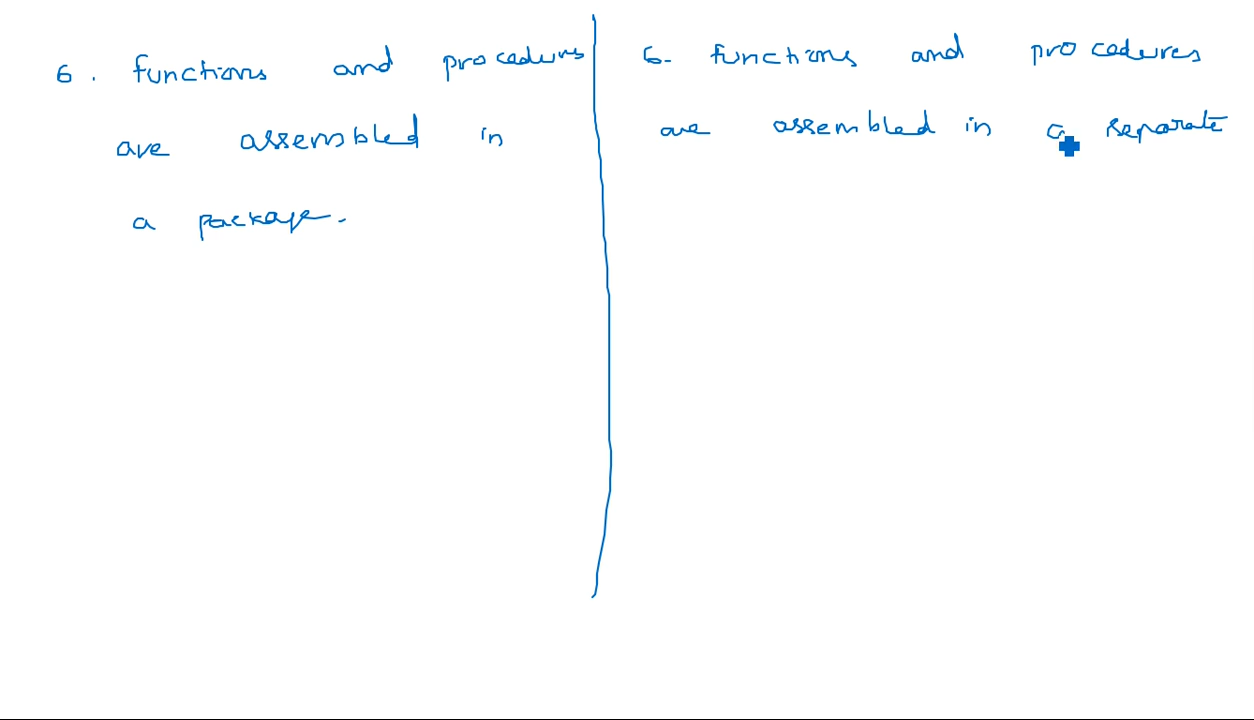 6. functions and procedures
are assembled in
a package.
6. functions and procedures
are assembled in a separate